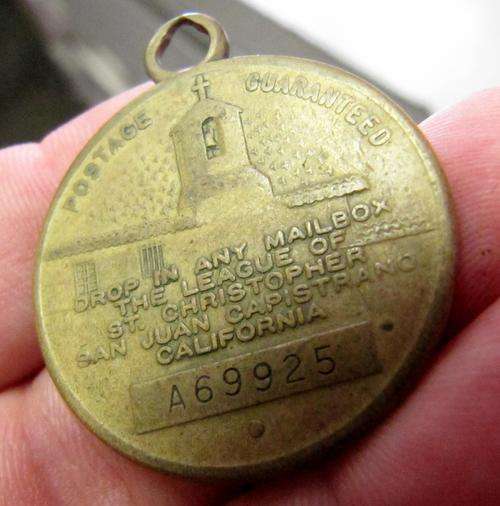 POSTAGE GUARANTEED
DROP IN ANY MAILBOX
THE LEAGUE OF
ST. CHRISTOPHER
SAN JUAN CAPISTRANO
CALIFORNIA
A69925